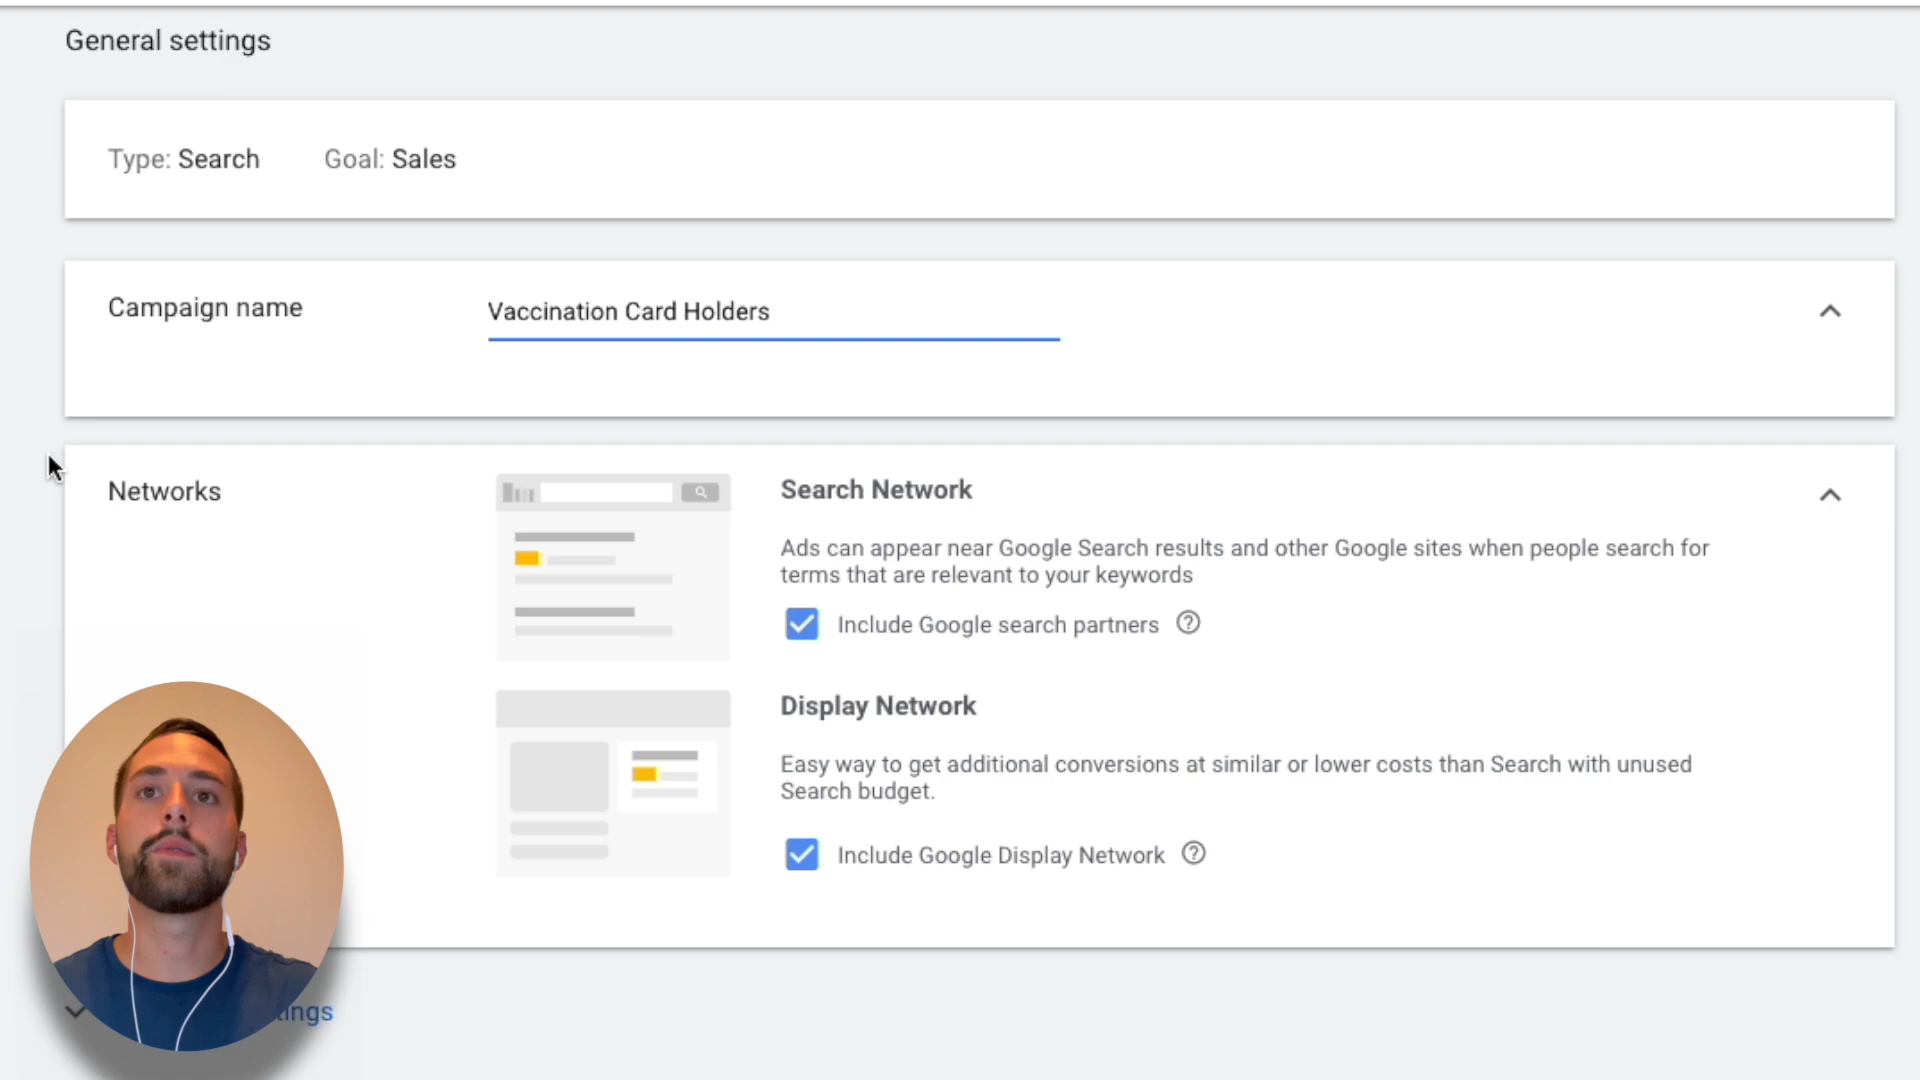 General settings
Type: Search Goal: Sales
Campaign name
Vaccination Card Holders
Networks
Search Network
Ads can appear near Google Search results and other Google sites when people search for
terms that are relevant to your keywords
Include Google search partners
Display Network
Easy way to get additional conversions at similar or lower costs than Search with unused
Search budget.
Include Google Display Network